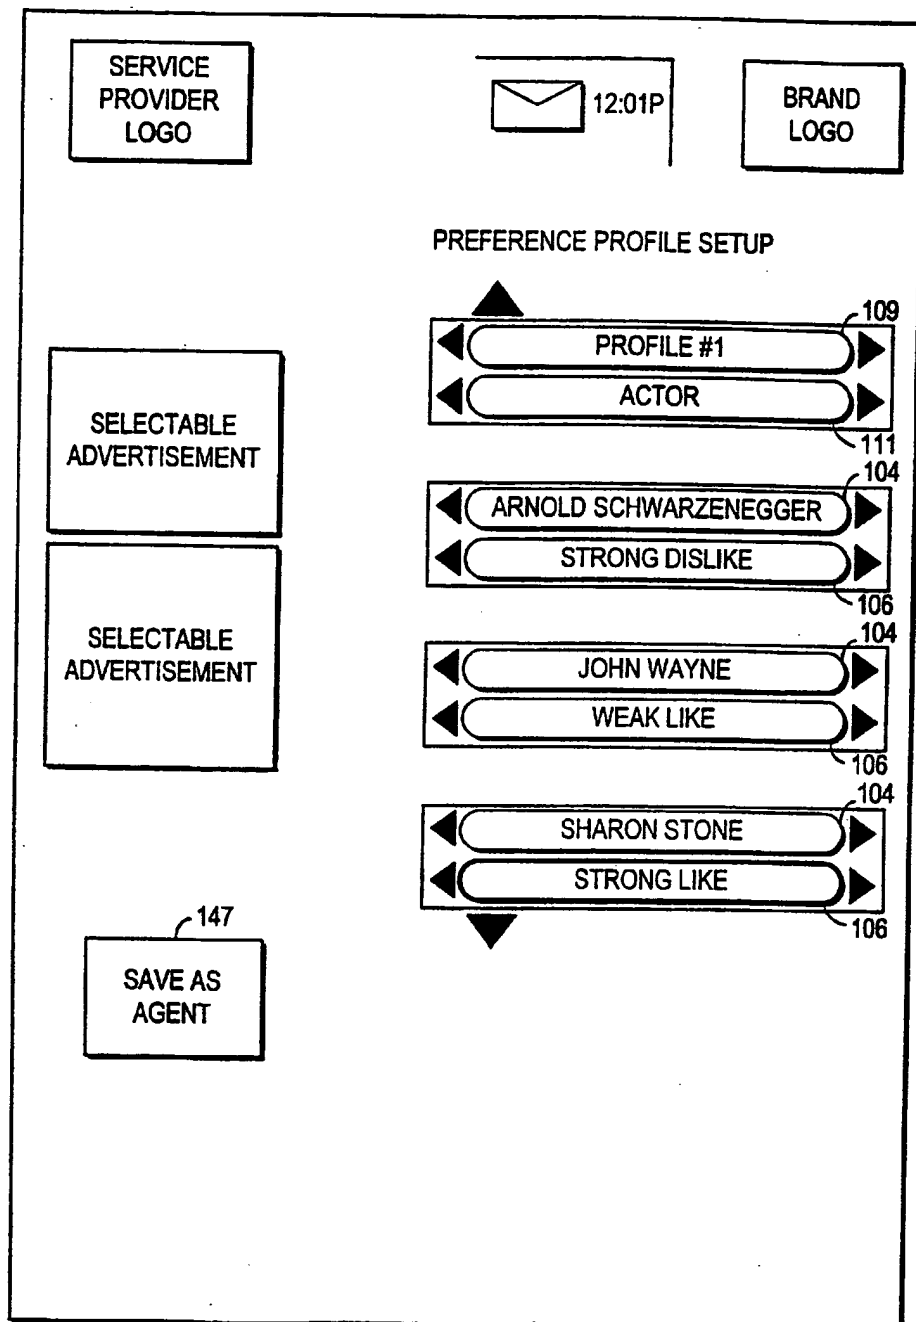 SERVICE
PROVIDER
LOGO
12:01P
BRAND
LOGO
PREFERENCE PROFILE SETUP
109
PROFILE #1
ACTOR
111
SELECTABLE
ADVERTISEMENT
104
ARNOLD SCHWARZENEGGER
STRONG DISLIKE
106
SELECTABLE
ADVERTISEMENT
104
JOHN WAYNE
WEAK LIKE
106
104
SHARON STONE
STRONG LIKE
106
147
SAVE AS
AGENT